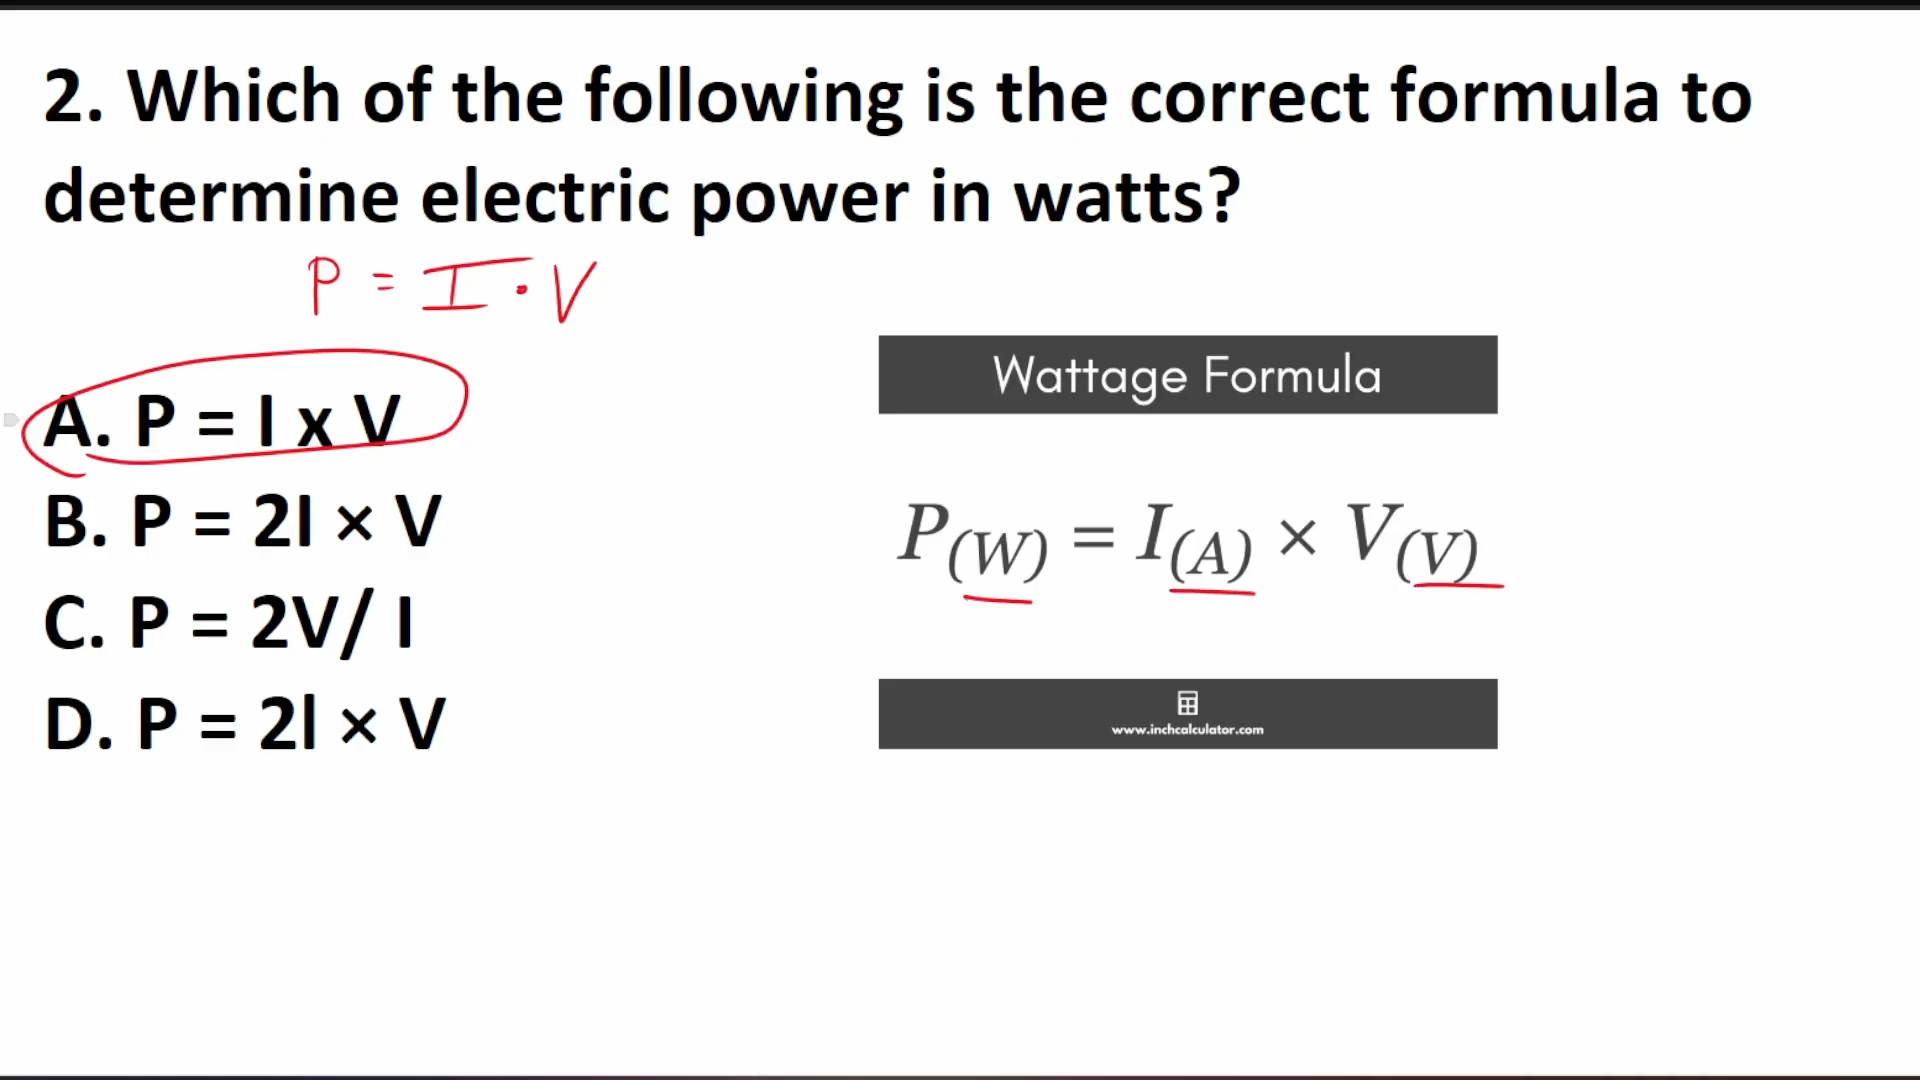 2. Which of the following is the correct formula to
determine electric power in watts?
P = I · V
A. P = I x V
B. P = 2I × V
C. P = 2V/ I
D. P = 2l × V
Wattage Formula
P(W) = I(A) × V(V)
www.inchcalculator.com